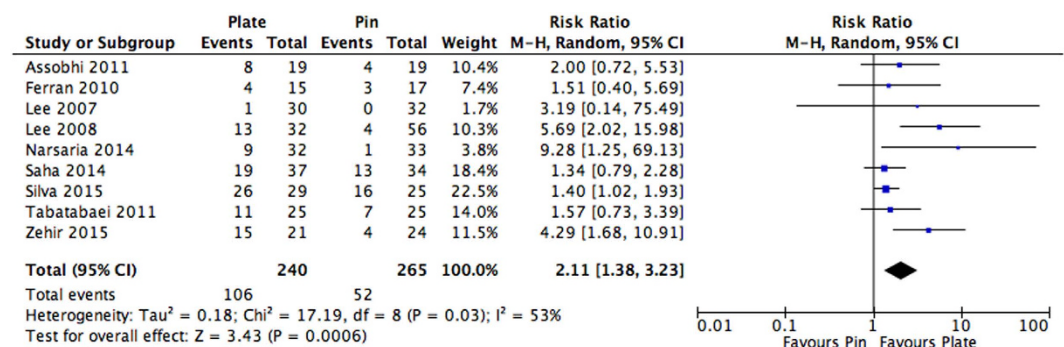 Plate Pin Risk Ratio Risk Ratio
Study or Subgroup Events Total Events Total Weight M-H, Random, 95% CI M-H, Random, 95% CI
Assobhi 2011 8 19 4 19 10.4% 2.00 [0.72, 5.53]
Ferran 2010 4 15 3 17 7.4% 1.51 [0.40, 5.69]
Lee 2007 1 30 0 32 1.7% 3.19 [0.14, 75.49]
Lee 2008 13 32 4 56 10.3% 5.69 [2.02, 15.98]
Narsaria 2014 9 32 1 33 3.8% 9.28 [1.25, 69.13]
Saha 2014 19 37 13 34 18.4% 1.34 [0.79, 2.28]
Silva 2015 26 29 16 25 22.5% 1.40 [1.02, 1.93]
Tabatabaei 2011 11 25 7 25 14.0% 1.57 [0.73, 3.39]
Zehir 2015 15 21 4 24 11.5% 4.29 [1.68, 10.91]
Total (95% CI) 240 265 100.0% 2.11 [1.38, 3.23]
Total events 106 52
Heterogeneity: Tau² = 0.18; Chi² = 17.19, df = 8 (P = 0.03); I² = 53%
Test for overall effect: Z = 3.43 (P = 0.0006)
0.01 0.1 1 10 100
Favours Pin Favours Plate